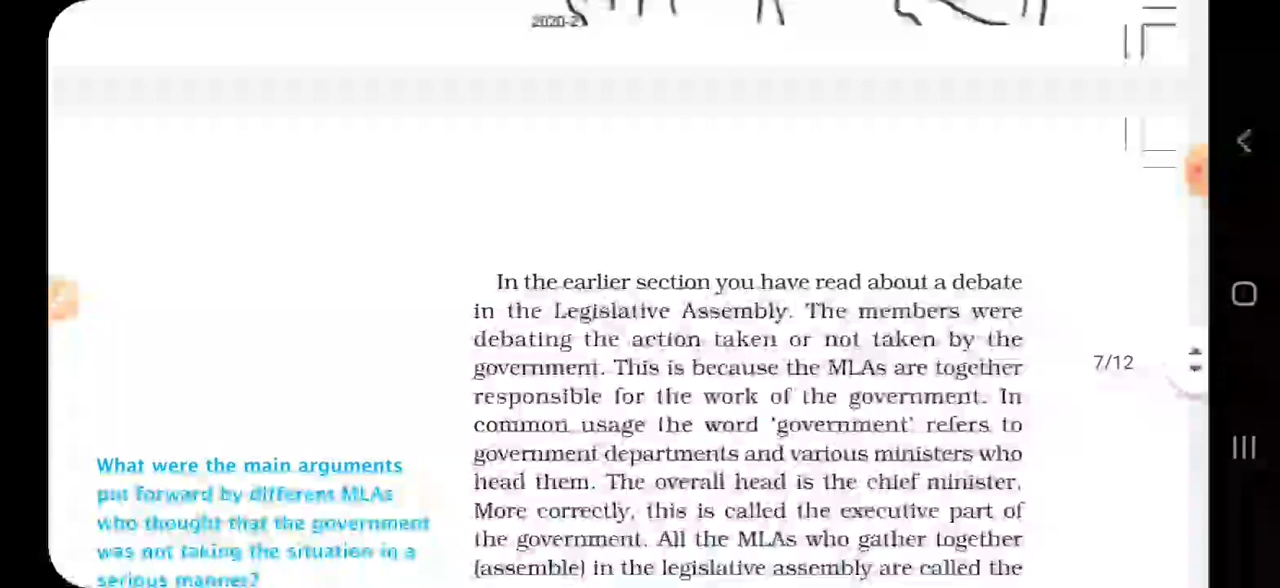 2020-2
In the earlier section you have read about a debate
in the Legislative Assembly. The members were
debating the action taken or not taken by the
government. This is because the MLAs are together
responsible for the work of the government. In
common usage the word 'government' refers to
government departments and various ministers who
head them. The overall head is the chief minister.
More correctly, this is called the executive part of
the government. All the MLAs who gather together
(assemble) in the legislative assembly are called the
7/12
What were the main arguments
put forward by different MLAs
who thought that the government
was not taking the situation in a
serious manner?